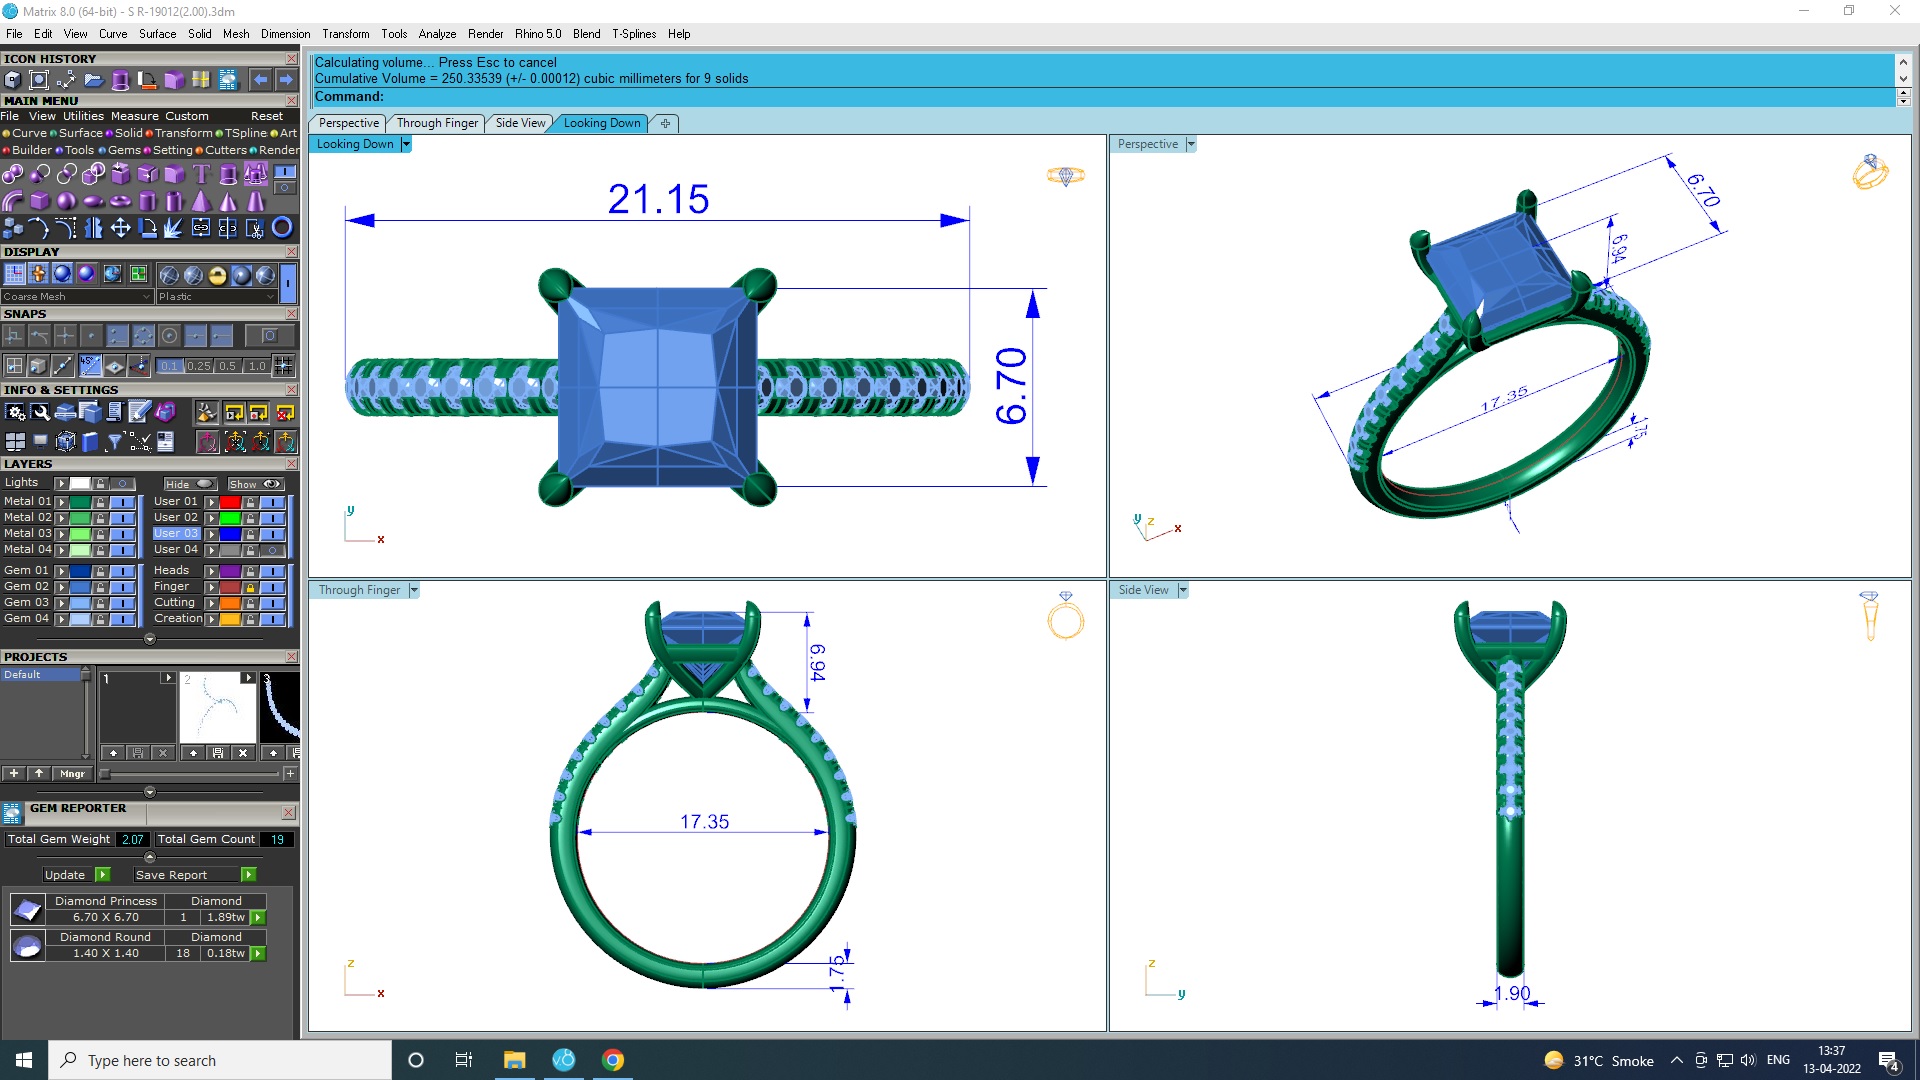 Matrix 8.0 (64-bit) - S R-19012(2.00).3dm
File Edit View Curve Surface Solid Mesh Dimension Transform Tools Analyze Render Rhino 5.0 Blend T-Splines Help
ICON HISTORY
MAIN MENU
File View Utilities Measure Custom Reset
Curve Surface Solid Transform TSpline Art
Builder Tools Gems Setting Cutters Render
DISPLAY
Coarse Mesh Plastic
SNAPS
45°
0.1 0.25 0.5 1.0
INFO & SETTINGS
LAYERS
Lights Hide Show
Metal 01 User 01
Metal 02 User 02
Metal 03 User 03
Metal 04 User 04
Gem 01 Heads
Gem 02 Finger
Gem 03 Cutting
Gem 04 Creation
PROJECTS
Default
1 2 3
Mngr
GEM REPORTER
Total Gem Weight 2.07 Total Gem Count 19
Update Save Report
Diamond Princess Diamond
6.70 X 6.70 1 1.89tw
Diamond Round Diamond
1.40 X 1.40 18 0.18tw
Calculating volume... Press Esc to cancel
Cumulative Volume = 250.33539 (+/- 0.00012) cubic millimeters for 9 solids
Command:
Perspective Through Finger Side View Looking Down
Looking Down
21.15
6.70
y
x
Perspective
6.70
6.94
17.35
1.75
y z x
Through Finger
6.94
17.35
1.75
z
x
Side View
1.90
z
y
Type here to search
31°C Smoke
ENG
13:37
13-04-2022
4